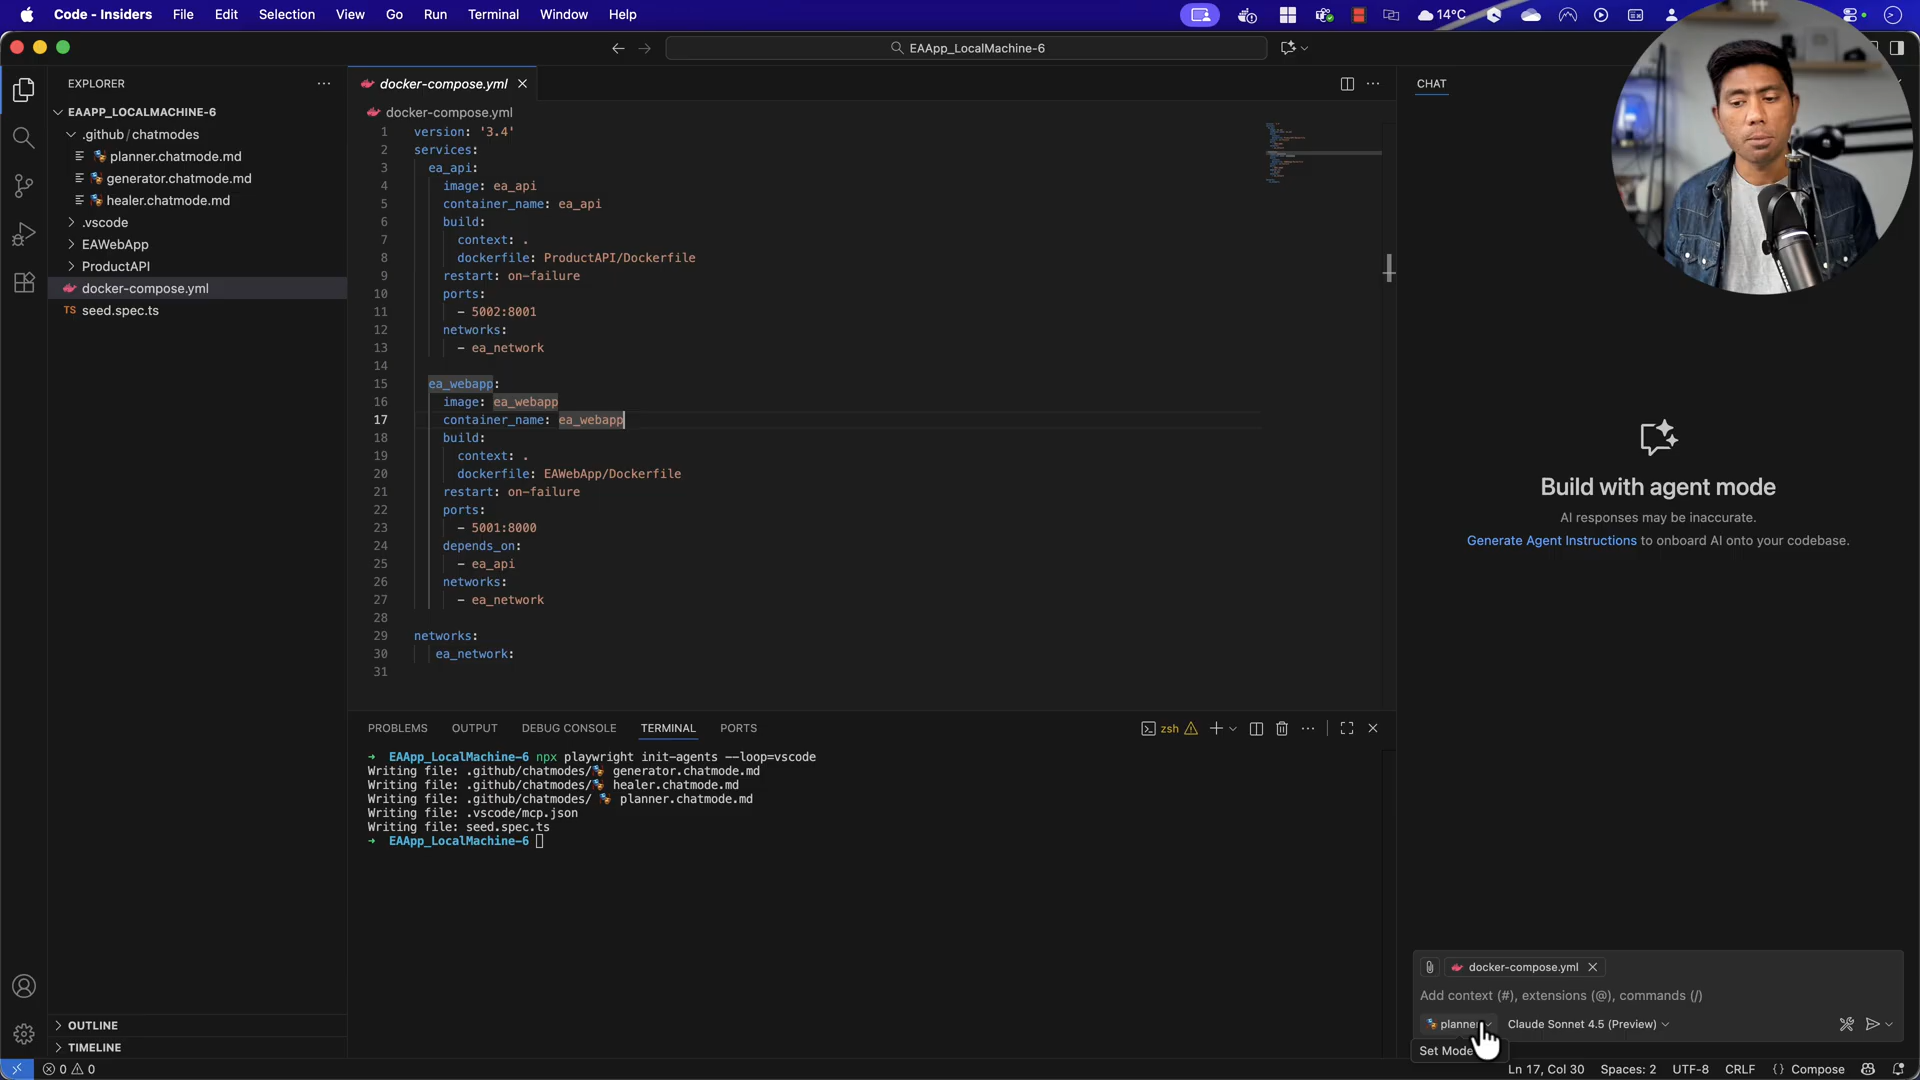 Code - Insiders File Edit Selection View Go Run Terminal Window Help 14°C
EAApp_LocalMachine-6
EXPLORER
EAAPP_LOCALMACHINE-6
.github/chatmodes
planner.chatmode.md
generator.chatmode.md
healer.chatmode.md
.vscode
EAWebApp
ProductAPI
docker-compose.yml
TS seed.spec.ts
OUTLINE
TIMELINE
docker-compose.yml
docker-compose.yml
1 version: '3.4'
2 services:
3 ea_api:
4 image: ea_api
5 container_name: ea_api
6 build:
7 context: .
8 dockerfile: ProductAPI/Dockerfile
9 restart: on-failure
10 ports:
11 - 5002:8001
12 networks:
13 - ea_network
14
15 ea_webapp:
16 image: ea_webapp
17 container_name: ea_webapp
18 build:
19 context: .
20 dockerfile: EAWebApp/Dockerfile
21 restart: on-failure
22 ports:
23 - 5001:8000
24 depends_on:
25 - ea_api
26 networks:
27 - ea_network
28
29 networks:
30 ea_network:
31
PROBLEMS OUTPUT DEBUG CONSOLE TERMINAL PORTS zsh
→ EAApp_LocalMachine-6 npx playwright init-agents --loop=vscode
Writing file: .github/chatmodes/ generator.chatmode.md
Writing file: .github/chatmodes/ healer.chatmode.md
Writing file: .github/chatmodes/ planner.chatmode.md
Writing file: .vscode/mcp.json
Writing file: seed.spec.ts
→ EAApp_LocalMachine-6
CHAT
Build with agent mode
AI responses may be inaccurate.
Generate Agent Instructions to onboard AI onto your codebase.
docker-compose.yml
Add context (#), extensions (@), commands (/)
planner Claude Sonnet 4.5 (Preview)
Set Mode
0 0 Ln 17, Col 30 Spaces: 2 UTF-8 CRLF {} Compose